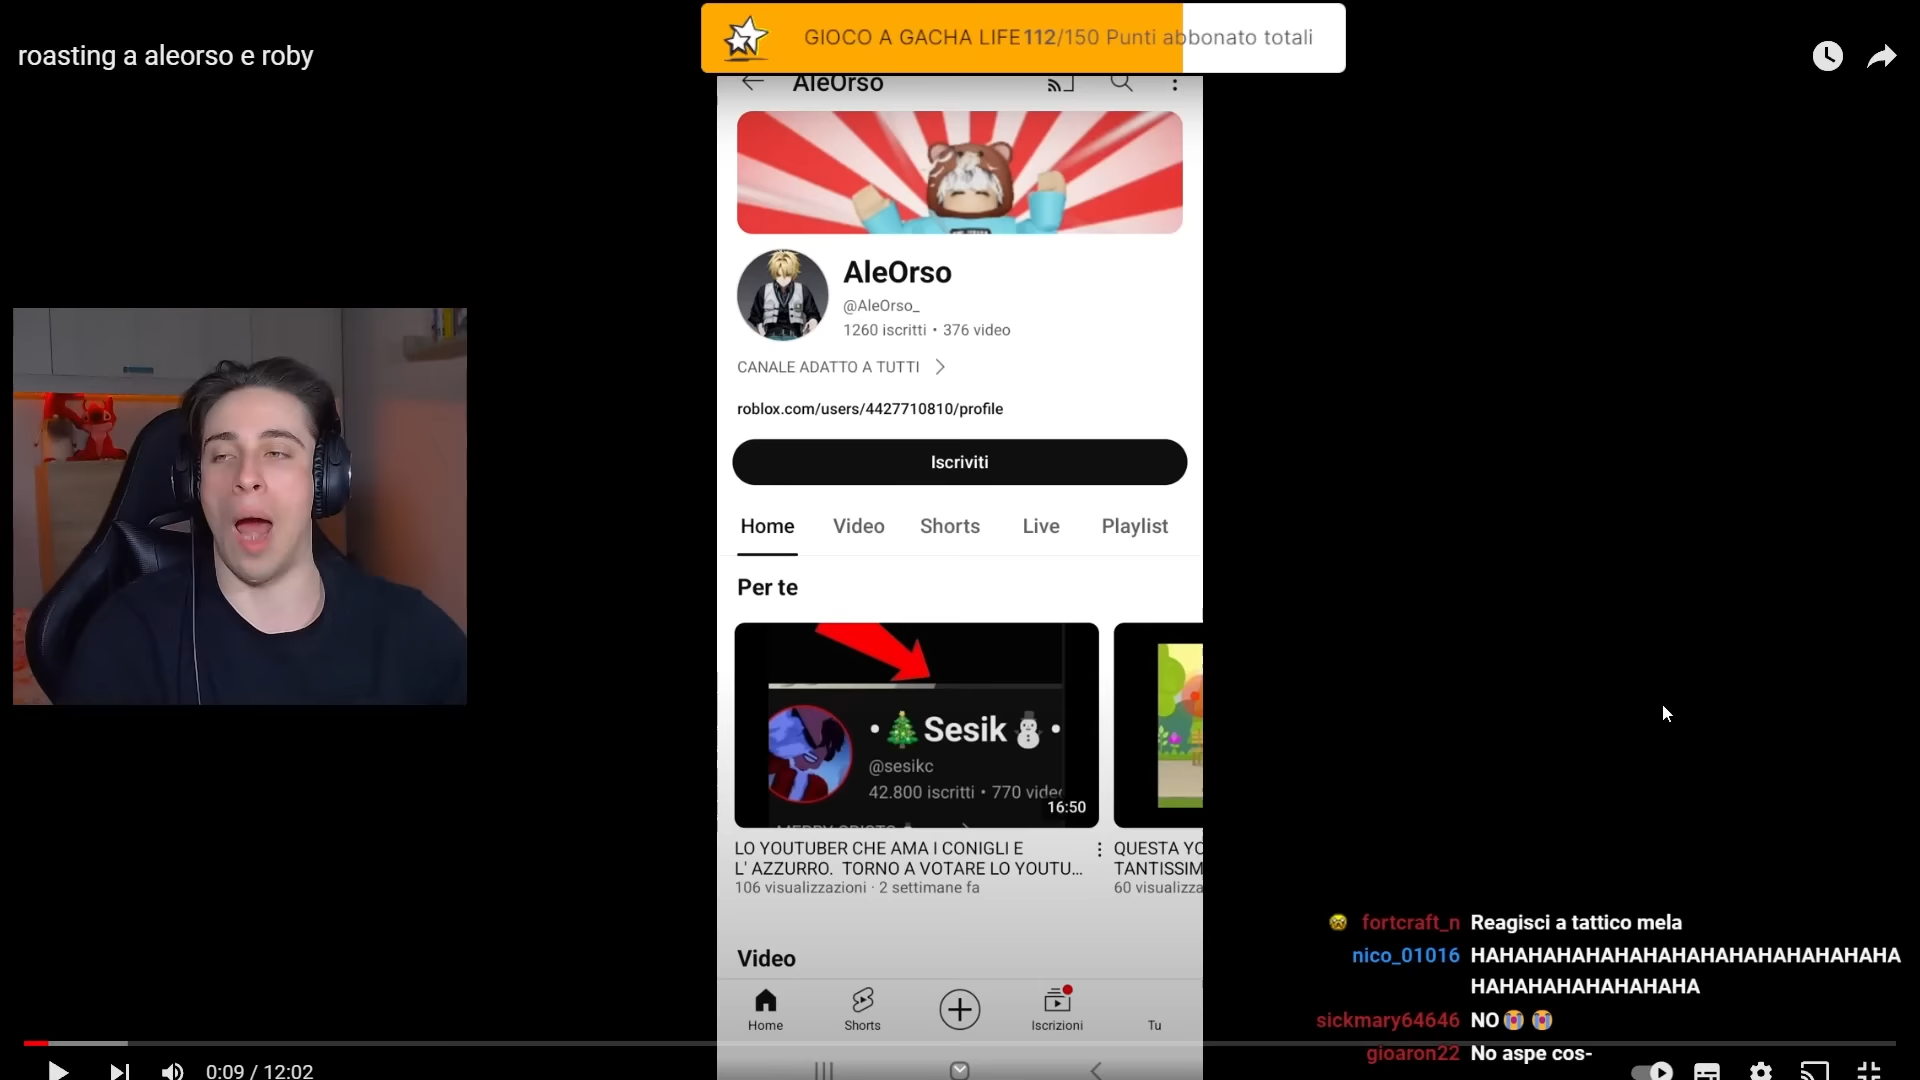 roasting a aleorso e roby
GIOCO A GACHA LIFE 112/150 Punti abbonato totali
AleOrso
AleOrso
@AleOrso_
1260 iscritti • 376 video
CANALE ADATTO A TUTTI
roblox.com/users/4427710810/profile
Iscriviti
Home Video Shorts Live Playlist
Per te
•🎄Sesik⛄•
@sesikc
42.800 iscritti • 770 video
16:50
LO YOUTUBER CHE AMA I CONIGLI E
L' AZZURRO. TORNO A VOTARE LO YOUTU...
106 visualizzazioni · 2 settimane fa
QUESTA YO
TANTISSIM
60 visualizza
Video
Home Shorts Iscrizioni Tu
fortcraft_n Reagisci a tattico mela
nico_01016 HAHAHAHAHAHAHAHAHAHAHAHAHAHAHA
HAHAHAHAHAHAHAHA
sickmary64646 NO😭 😭
gioaron22 No aspe cos-
0:09 / 12:02